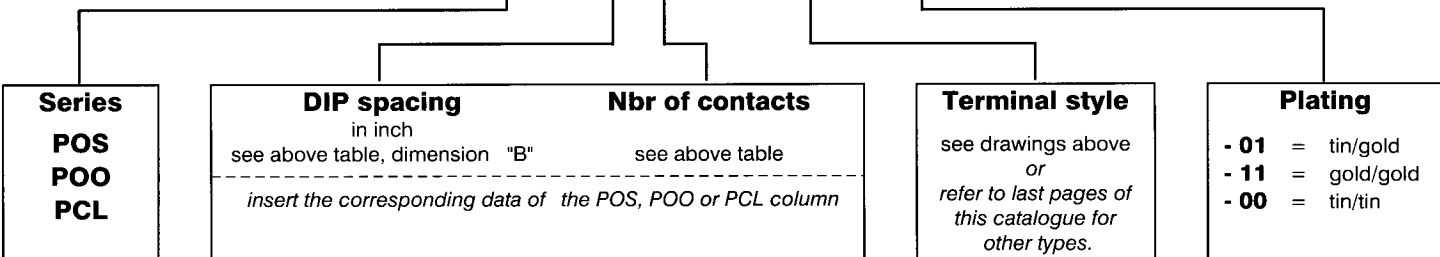 Series
POS
POO
PCL
DIP spacing
in inch
see above table, dimension "B"
Nbr of contacts
see above table
insert the corresponding data of the POS, POO or PCL column
Terminal style
see drawings above
or
refer to last pages of
this catalogue for
other types.
Plating
- 01 = tin/gold
- 11 = gold/gold
- 00 = tin/tin